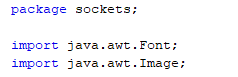 package sockets;
import java.awt.Font;
import java.awt.Image;